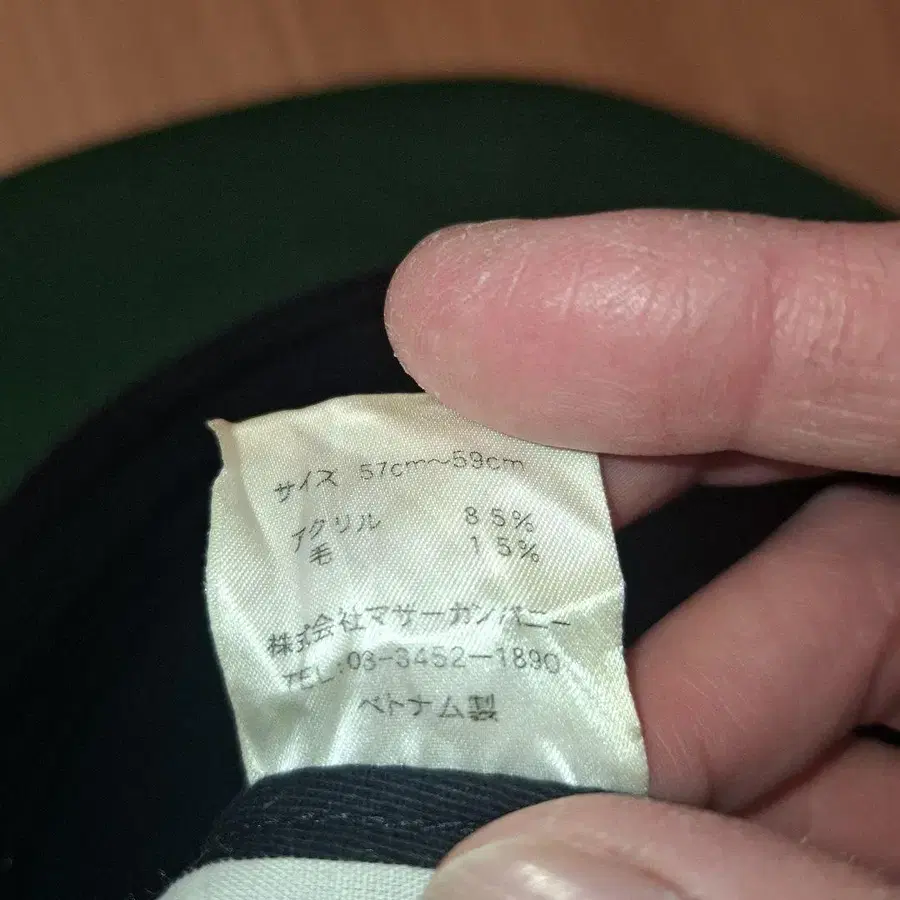 サイズ 57cm〜59cm
アクリル 85%
毛 15%
株式会社マザーガンパニー
TEL:03-3452-1890
ベトナム製